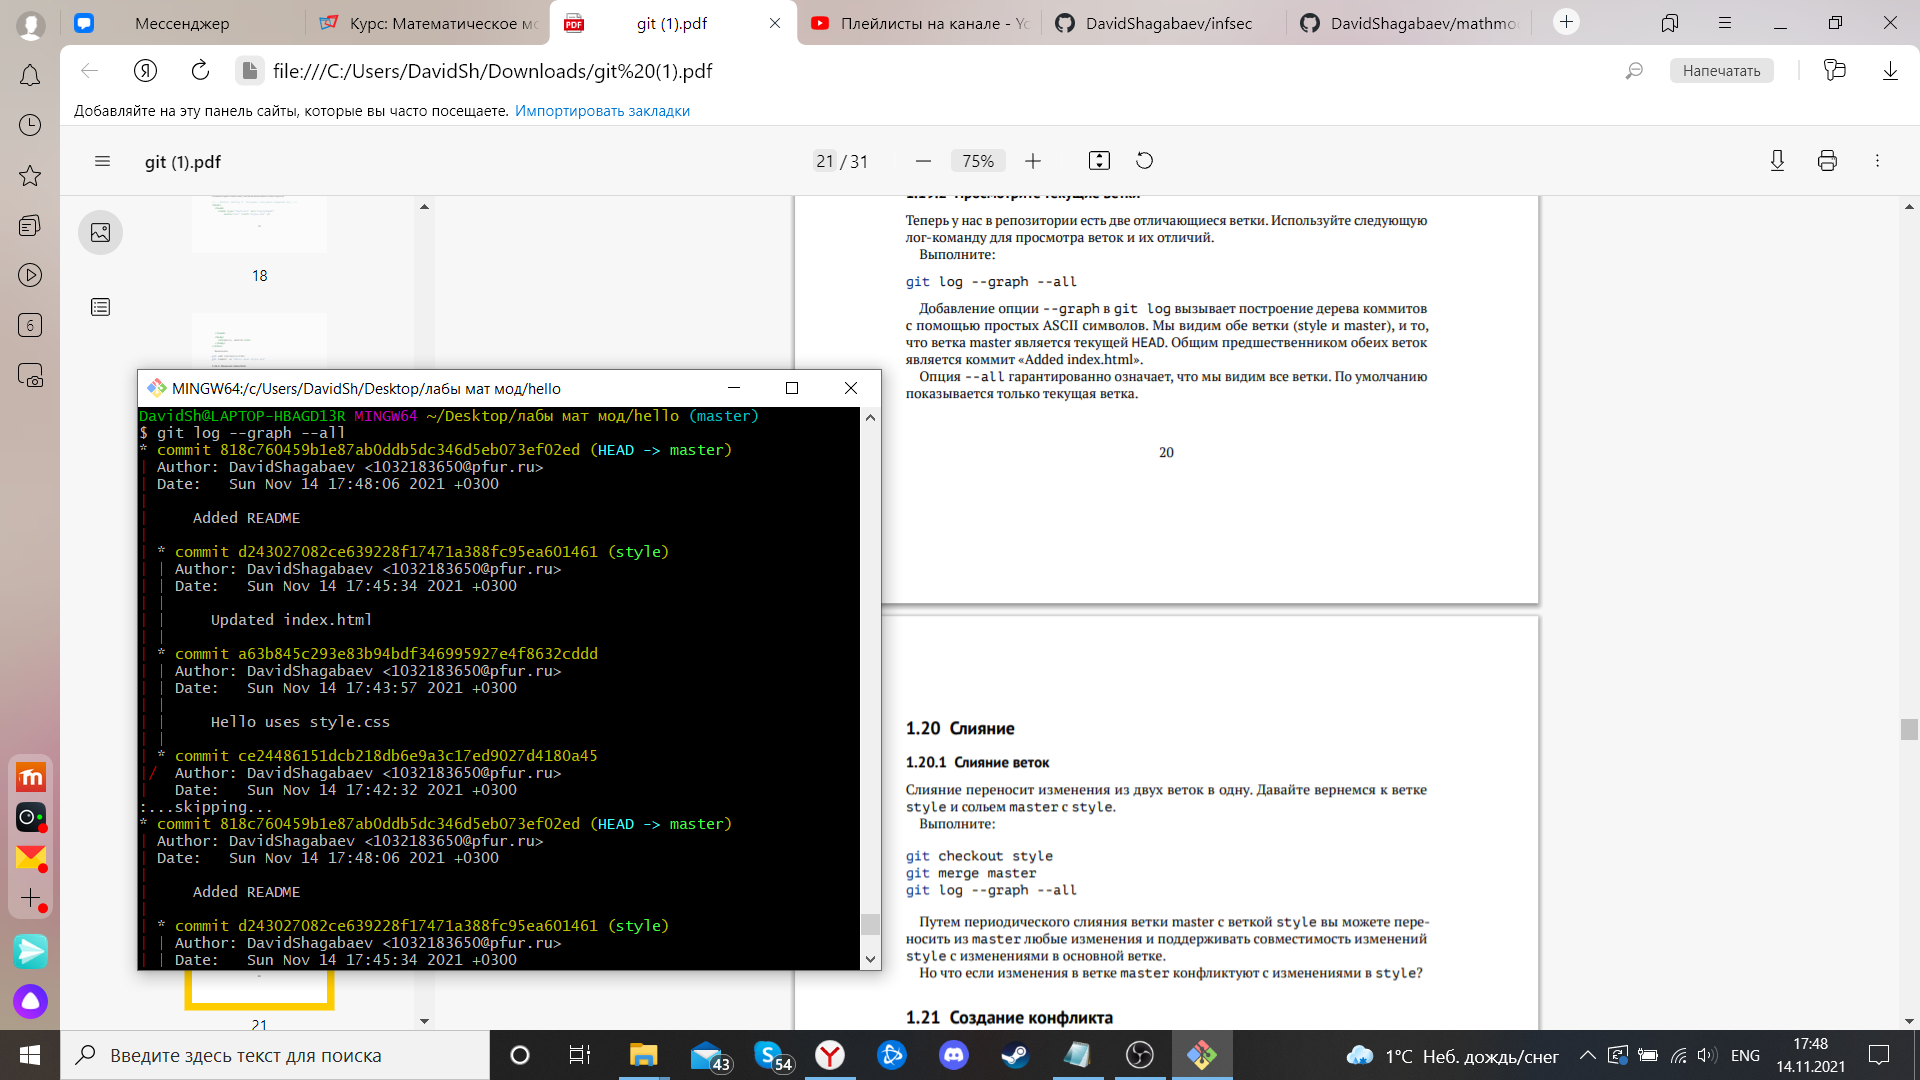 Мессенджер
Курс: Математическое мо
git (1).pdf
Плейлисты на канале - Yo
DavidShagabaev/infsec
DavidShagabaev/mathmo
file:///C:/Users/DavidSh/Downloads/git%20(1).pdf
Напечатать
Добавляйте на эту панель сайты, которые вы часто посещаете. Импортировать закладки
git (1).pdf
21 / 31
75%
18
21
6
1.19.2 Просмотрите текущие ветки
Теперь у нас в репозитории есть две отличающиеся ветки. Используйте следующую
лог-команду для просмотра веток и их отличий.
Выполните:
git log --graph --all
Добавление опции --graph в git log вызывает построение дерева коммитов
с помощью простых ASCII символов. Мы видим обе ветки (style и master), и то,
что ветка master является текущей HEAD. Общим предшественником обеих веток
является коммит «Added index.html».
Опция --all гарантированно означает, что мы видим все ветки. По умолчанию
показывается только текущая ветка.
20
1.20 Слияние
1.20.1 Слияние веток
Слияние переносит изменения из двух веток в одну. Давайте вернемся к ветке
style и сольем master с style.
Выполните:
git checkout style
git merge master
git log --graph --all
Путем периодического слияния ветки master с веткой style вы можете пере-
носить из master любые изменения и поддерживать совместимость изменений
style с изменениями в основной ветке.
Но что если изменения в ветке master конфликтуют с изменениями в style?
1.21 Создание конфликта
MINGW64:/c/Users/DavidSh/Desktop/лабы мат мод/hello
DavidSh@LAPTOP-HBAGD13R MINGW64 ~/Desktop/лабы мат мод/hello (master)
$ git log --graph --all
* commit 818c760459b1e87ab0ddb5dc346d5eb073ef02ed (HEAD -> master)
| Author: DavidShagabaev <1032183650@pfur.ru>
| Date:   Sun Nov 14 17:48:06 2021 +0300
|
|     Added README
|
| * commit d243027082ce639228f17471a388fc95ea601461 (style)
| | Author: DavidShagabaev <1032183650@pfur.ru>
| | Date:   Sun Nov 14 17:45:34 2021 +0300
| |
| |     Updated index.html
| |
| * commit a63b845c293e83b94bdf346995927e4f8632cddd
| | Author: DavidShagabaev <1032183650@pfur.ru>
| | Date:   Sun Nov 14 17:43:57 2021 +0300
| |
| |     Hello uses style.css
| |
| * commit ce24486151dcb218db6e9a3c17ed9027d4180a45
|/  Author: DavidShagabaev <1032183650@pfur.ru>
|   Date:   Sun Nov 14 17:42:32 2021 +0300
:...skipping...
* commit 818c760459b1e87ab0ddb5dc346d5eb073ef02ed (HEAD -> master)
| Author: DavidShagabaev <1032183650@pfur.ru>
| Date:   Sun Nov 14 17:48:06 2021 +0300
|
|     Added README
|
| * commit d243027082ce639228f17471a388fc95ea601461 (style)
| | Author: DavidShagabaev <1032183650@pfur.ru>
| | Date:   Sun Nov 14 17:45:34 2021 +0300
Введите здесь текст для поиска
43
54
1°C Неб. дождь/снег
ENG
17:48
14.11.2021